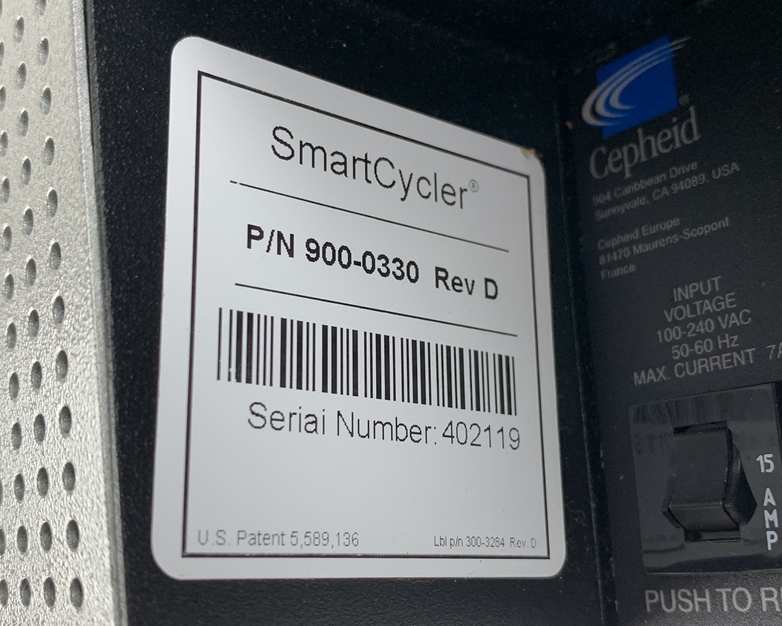 SmartCycler®
P/N 900-0330 Rev D
Serial Number: 402119
U.S. Patent 5,589,136
Lbl p/n 300-3284 Rev. D
Cepheid®
904 Caribbean Drive
Sunnyvale, CA 94089. USA
Cepheid Europe
81470 Maurens-Scopont
France
INPUT
VOLTAGE
100-240 VAC
50-60 Hz
MAX. CURRENT 7
15
AMP
PUSH TO